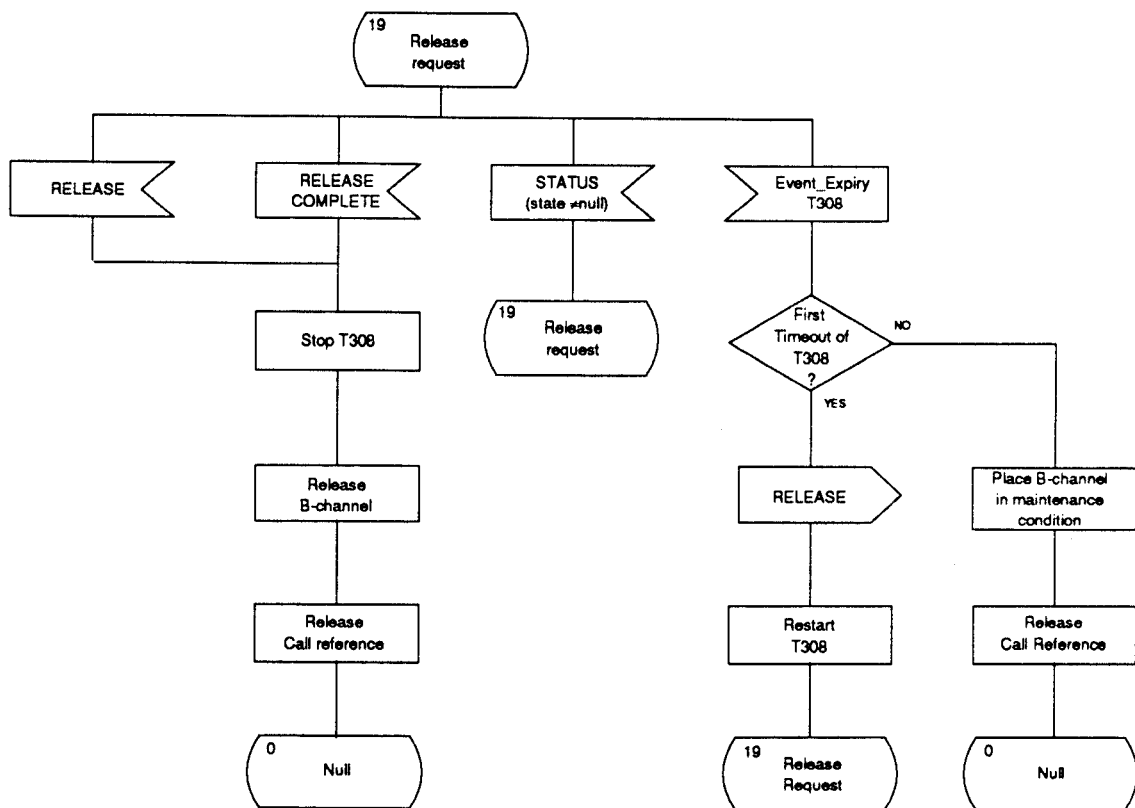 19
Release
request
RELEASE
RELEASE
COMPLETE
STATUS
(state ≠null)
Event_Expiry
T308
Stop T308
19
Release
request
First
Timeout of
T308
?
NO
YES
Release
B-channel
RELEASE
Place B-channel
in maintenance
condition
Release
Call reference
Restart
T308
Release
Call Reference
0
Null
19
Release
Request
0
Null